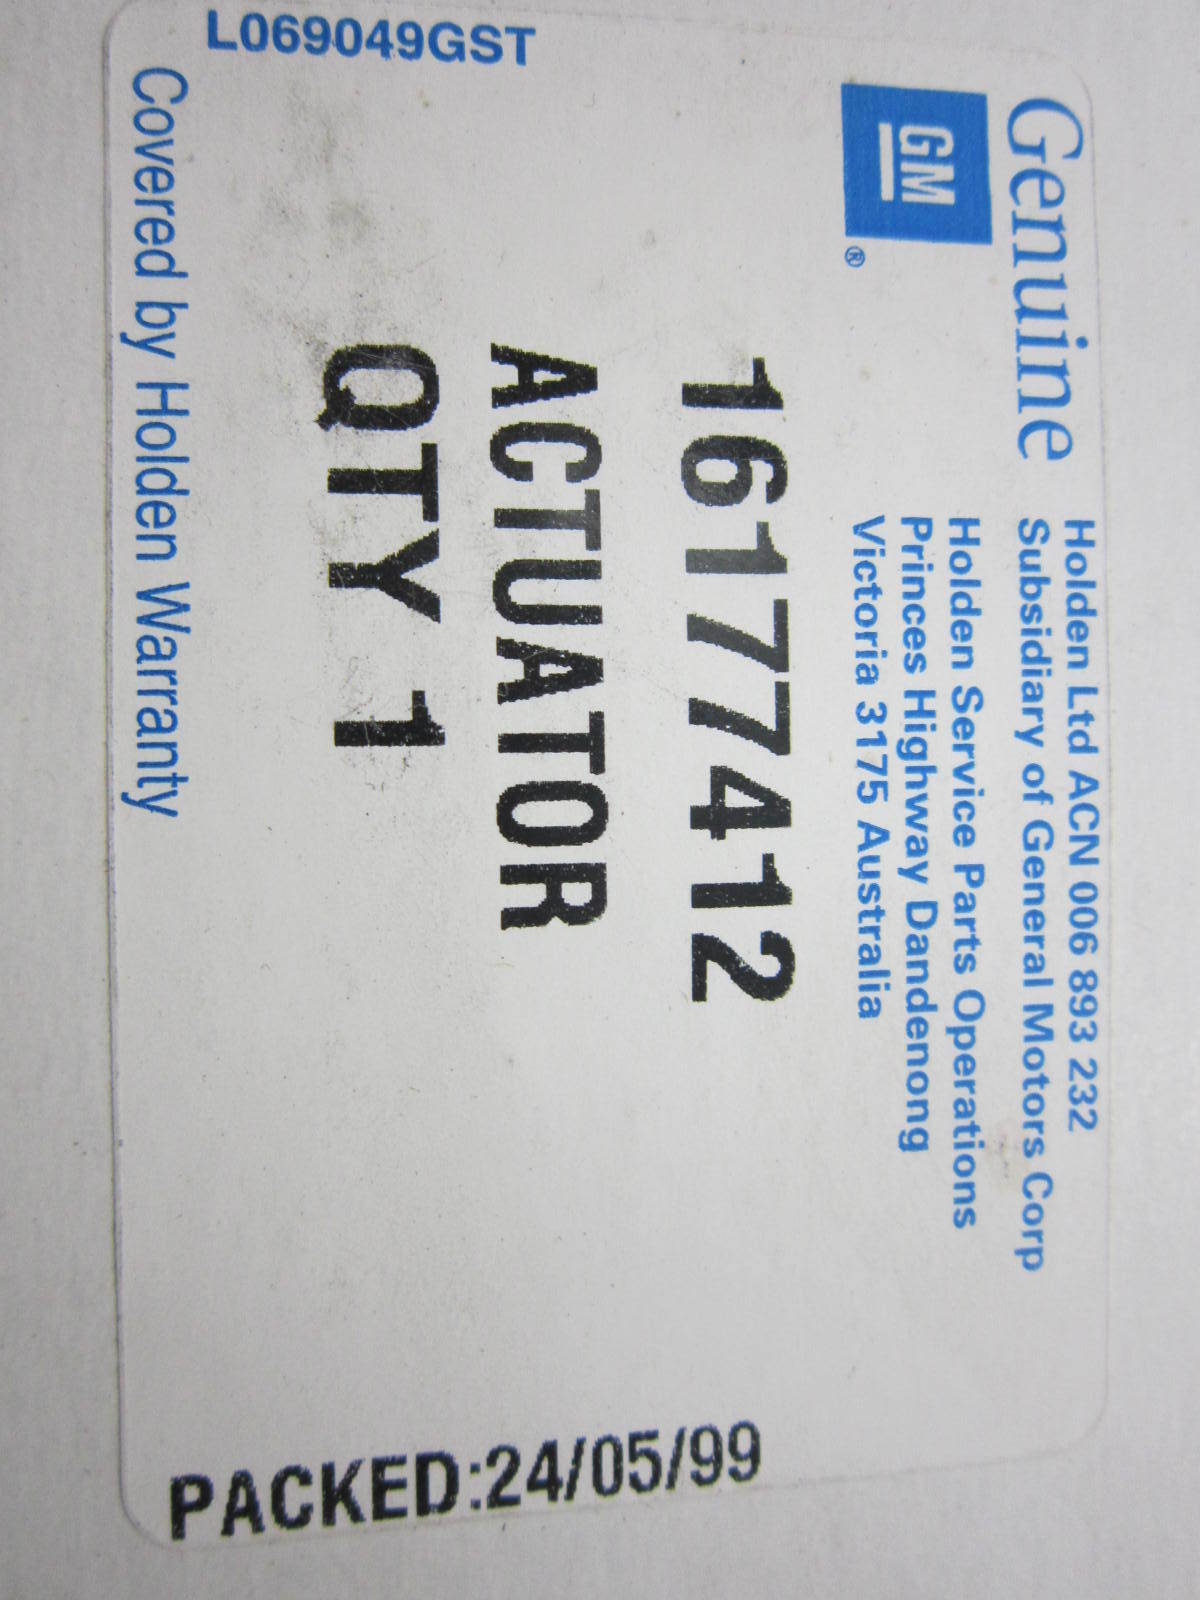 Genuine
GM
®
Holden Ltd ACN 006 893 232
Subsidiary of General Motors Corp
Holden Service Parts Operations
Princes Highway Dandenong
Victoria 3175 Australia
16177412
ACTUATOR
QTY 1
Covered by Holden Warranty
L069049GST
PACKED:24/05/99